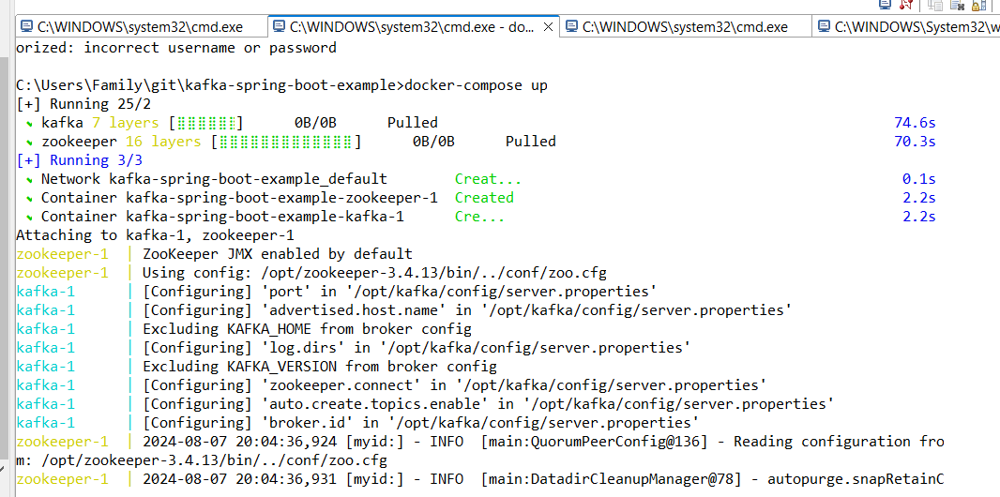 C:\WINDOWS\system32\cmd.exe
C:\WINDOWS\system32\cmd.exe - do...
C:\WINDOWS\system32\cmd.exe
C:\WINDOWS\System32\w
orized: incorrect username or password
C:\Users\Family\git\kafka-spring-boot-example>docker-compose up
[+] Running 25/2
kafka 7 layers [⣿⣿⣿⣿⣿⣿⣿] 0B/0B Pulled 74.6s
zookeeper 16 layers [⣿⣿⣿⣿⣿⣿⣿⣿⣿⣿⣿⣿⣿⣿⣿⣿] 0B/0B Pulled 70.3s
[+] Running 3/3
Network kafka-spring-boot-example_default Creat... 0.1s
Container kafka-spring-boot-example-zookeeper-1 Created 2.2s
Container kafka-spring-boot-example-kafka-1 Cre... 2.2s
Attaching to kafka-1, zookeeper-1
zookeeper-1 | ZooKeeper JMX enabled by default
zookeeper-1 | Using config: /opt/zookeeper-3.4.13/bin/../conf/zoo.cfg
kafka-1 | [Configuring] 'port' in '/opt/kafka/config/server.properties'
kafka-1 | [Configuring] 'advertised.host.name' in '/opt/kafka/config/server.properties'
kafka-1 | Excluding KAFKA_HOME from broker config
kafka-1 | [Configuring] 'log.dirs' in '/opt/kafka/config/server.properties'
kafka-1 | Excluding KAFKA_VERSION from broker config
kafka-1 | [Configuring] 'zookeeper.connect' in '/opt/kafka/config/server.properties'
kafka-1 | [Configuring] 'auto.create.topics.enable' in '/opt/kafka/config/server.properties'
kafka-1 | [Configuring] 'broker.id' in '/opt/kafka/config/server.properties'
zookeeper-1 | 2024-08-07 20:04:36,924 [myid:] - INFO [main:QuorumPeerConfig@136] - Reading configuration fro
m: /opt/zookeeper-3.4.13/bin/../conf/zoo.cfg
zookeeper-1 | 2024-08-07 20:04:36,931 [myid:] - INFO [main:DatadirCleanupManager@78] - autopurge.snapRetainC